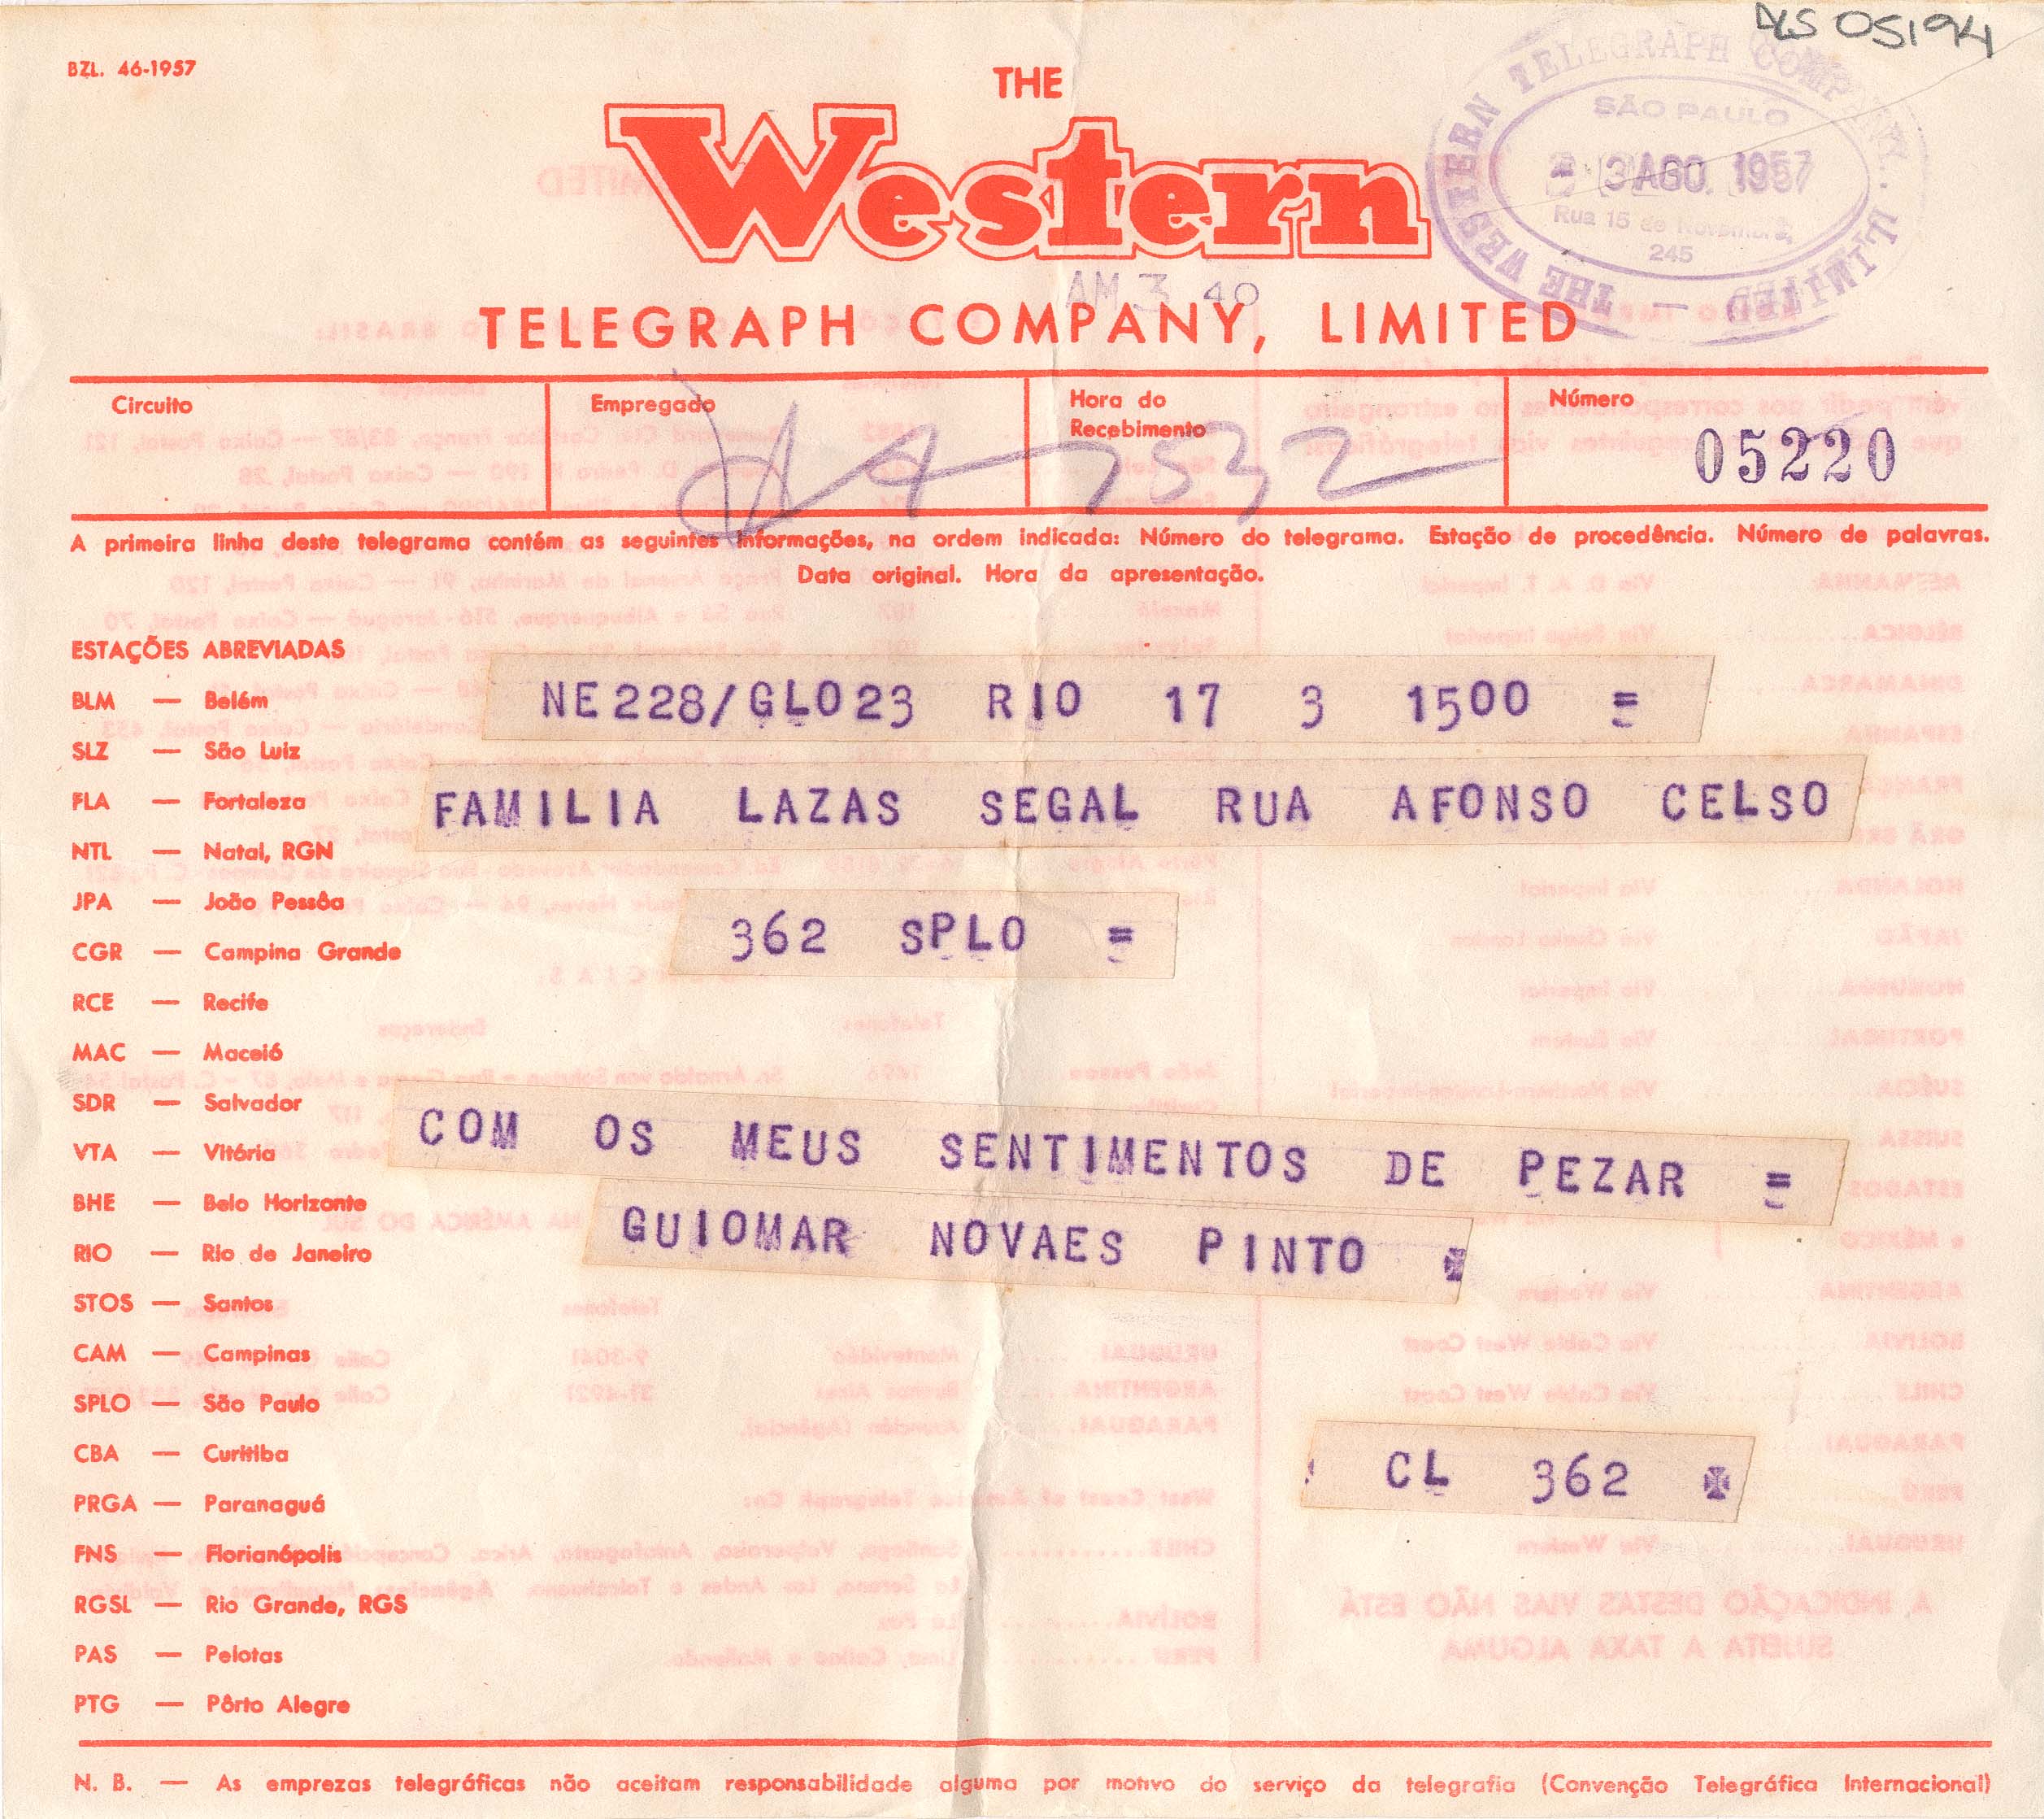 ALS 05194
BZL. 46-1957
THE
Western
TELEGRAPH COMPANY, LIMITED
THE WESTERN TELEGRAPH COMPANY. LIMITED
SÃO PAULO
3 AGO. 1957
Rua 15 de Novembro,
245
AM 3 40
Circuito
Empregado
Hora do
Recebimento
Número
05220
A primeira linha deste telegrama contém as seguintes informações, na ordem indicada: Número do telegrama. Estação de procedência. Número de palavras.
Data original. Hora da apresentação.
ESTAÇÕES ABREVIADAS
BLM — Belém
SLZ — São Luiz
FLA — Fortaleza
NTL — Natal, RGN
JPA — João Pessôa
CGR — Campina Grande
RCE — Recife
MAC — Maceió
SDR — Salvador
VTA — Vitória
BHE — Belo Horizonte
RIO — Rio de Janeiro
STOS — Santos
CAM — Campinas
SPLO — São Paulo
CBA — Curitiba
PRGA — Paranaguá
FNS — Florianópolis
RGSL — Rio Grande, RGS
PAS — Pelotas
PTG — Pôrto Alegre
NE228/GLO23 RIO 17 3 1500 =
FAMILIA LAZAS SEGAL RUA AFONSO CELSO
362 SPLO =
COM OS MEUS SENTIMENTOS DE PEZAR =
GUIOMAR NOVAES PINTO ✠
CL 362 ✠
N. B. — As emprezas telegráficas não aceitam responsabilidade alguma por motivo do serviço da telegrafia (Convenção Telegráfica Internacional)